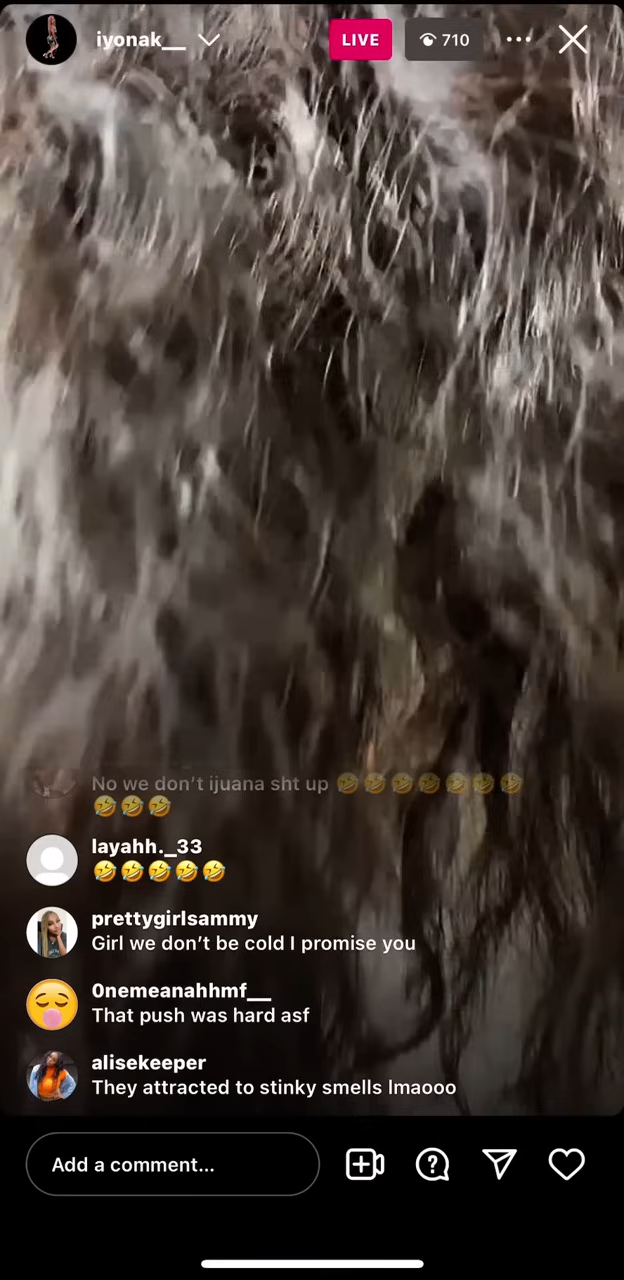 iyonak__
LIVE
710
No we don't ijuana sht up 🤣🤣🤣🤣🤣🤣🤣
🤣🤣🤣
layahh._33
🤣🤣🤣🤣🤣
prettygirlsammy
Girl we don't be cold I promise you
0nemeanahhmf__
That push was hard asf
alisekeeper
They attracted to stinky smells lmaooo
Add a comment...